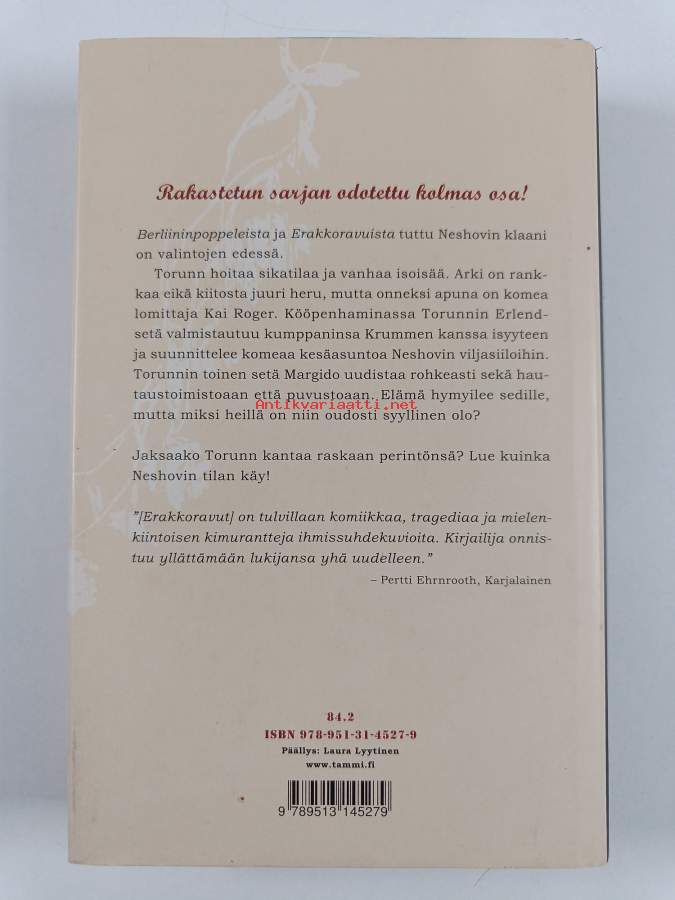 Rakastetun sarjan odotettu kolmas osa!
Berliininpoppeleista ja Erakkoravuista tuttu Neshovin klaani
on valintojen edessä.
Torunn hoitaa sikatilaa ja vanhaa isoisää. Arki on rank-
kaa eikä kiitosta juuri heru, mutta onneksi apuna on komea
lomittaja Kai Roger. Kööpenhaminassa Torunnin Erlend-
setä valmistautuu kumppaninsa Krummen kanssa isyyteen
ja suunnittelee komeaa kesäasuntoa Neshovin viljasiiloihin.
Torunnin toinen setä Margido uudistaa rohkeasti sekä hau-
taustoimistoaan että puvustoaan. Elämä hymyilee sedille,
Antikvariaatti.net
mutta miksi heillä on niin oudosti syyllinen olo?
Jaksaako Torunn kantaa raskaan perintönsä? Lue kuinka
Neshovin tilan käy!
"[Erakkoravut] on tulvillaan komiikkaa, tragediaa ja mielen-
kiintoisen kimurantteja ihmissuhdekuvioita. Kirjailija onnis-
tuu yllättämään lukijansa yhä uudelleen."
– Pertti Ehrnrooth, Karjalainen
84.2
ISBN 978-951-31-4527-9
Päällys: Laura Lyytinen
www.tammi.fi
9 789513 145279